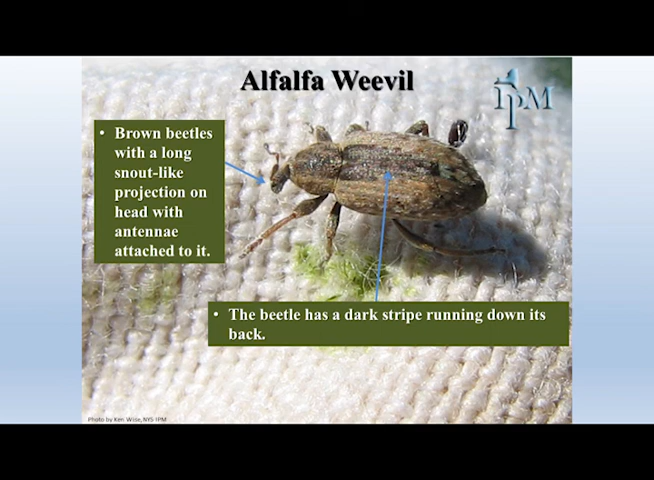 Alfalfa Weevil
IPM
• Brown beetles
with a long
snout-like
projection on
head with
antennae
attached to it.
• The beetle has a dark stripe running down its
back.
Photo by Ken Wise, NYS IPM